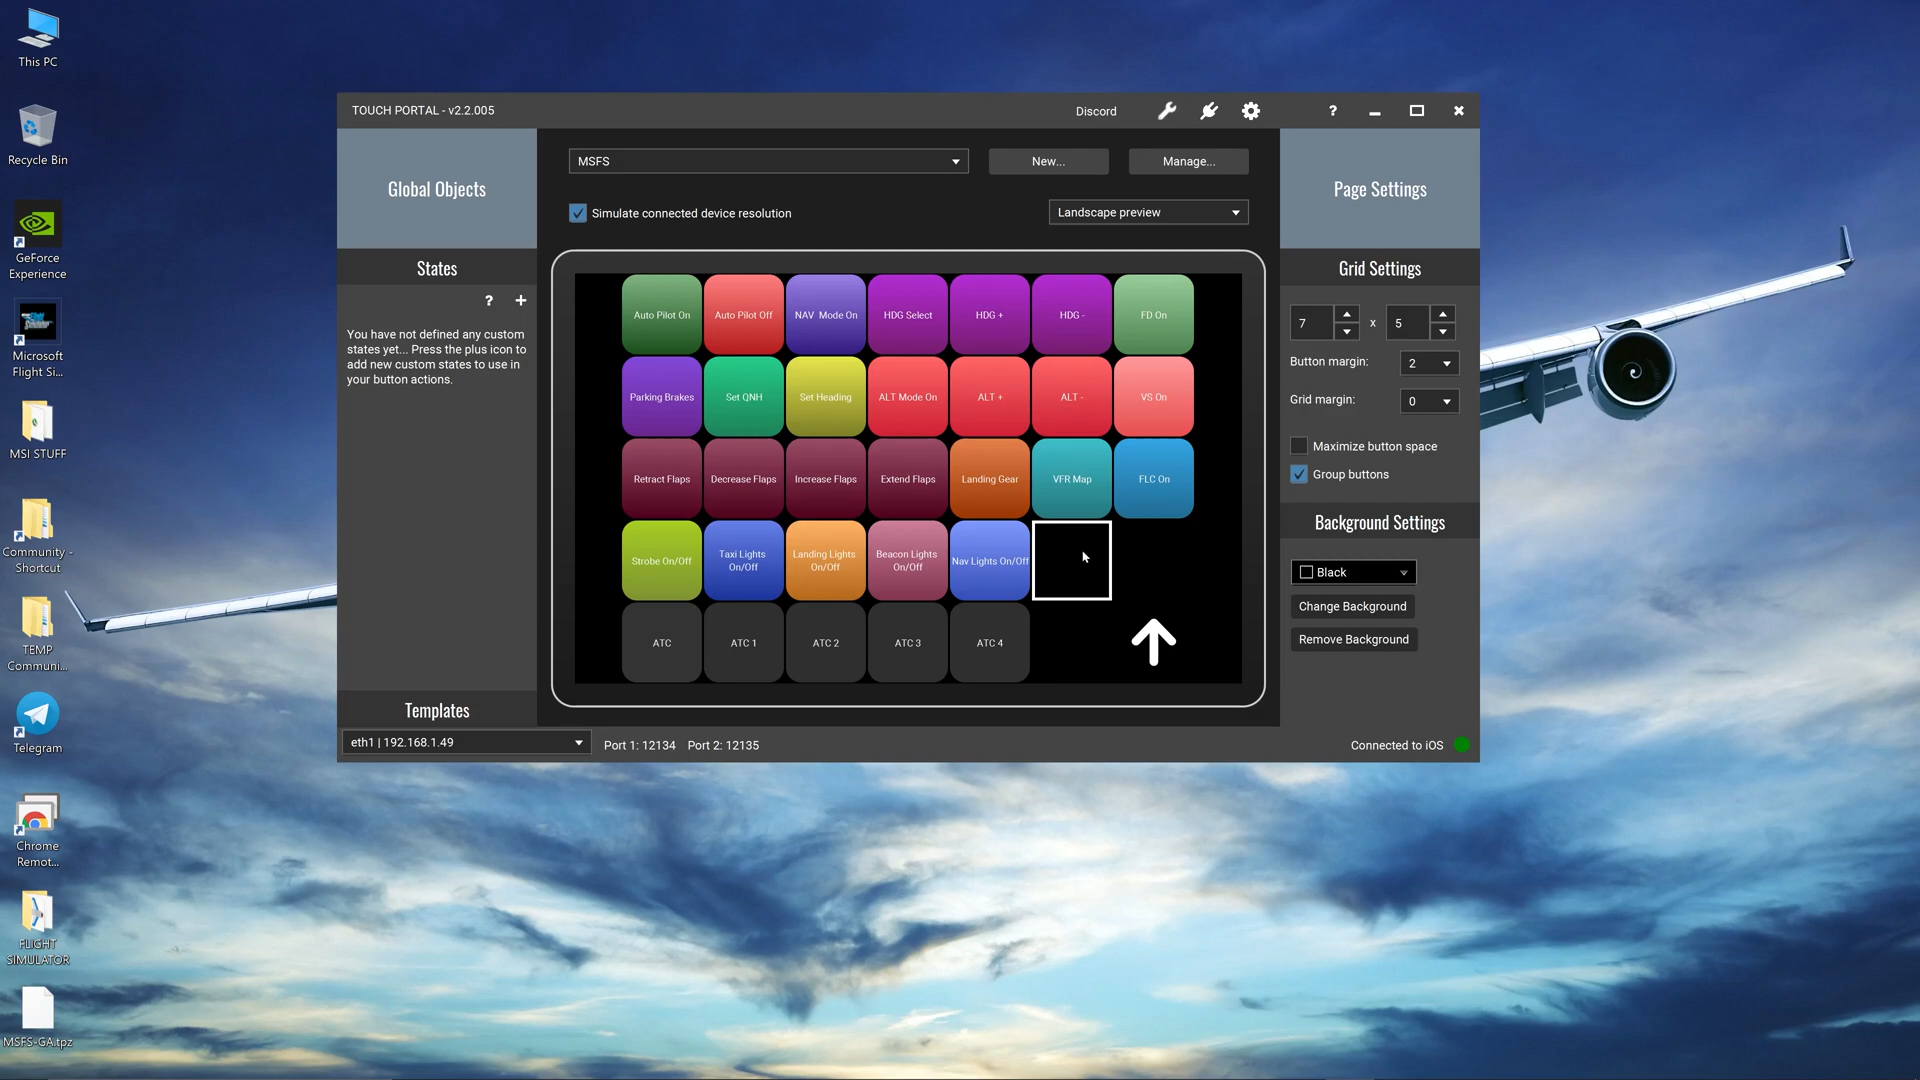 This PC
Recycle Bin
GeForce
Experience
Microsoft
Flight Si...
MSI STUFF
Community -
Shortcut
TEMP
Communi...
Telegram
Chrome
Remot...
FLIGHT
SIMULATOR
MSFS-GA.tpz
TOUCH PORTAL - v2.2.005
Discord
?
Global Objects
MSFS
New...
Manage...
Simulate connected device resolution
Landscape preview
Page Settings
States
? +
You have not defined any custom
states yet... Press the plus icon to
add new custom states to use in
your button actions.
Auto Pilot On
Auto Pilot Off
NAV Mode On
HDG Select
HDG +
HDG -
FD On
Parking Brakes
Set QNH
Set Heading
ALT Mode On
ALT +
ALT -
VS On
Retract Flaps
Decrease Flaps
Increase Flaps
Extend Flaps
Landing Gear
VFR Map
FLC On
Strobe On/Off
Taxi Lights
On/Off
Landing Lights
On/Off
Beacon Lights
On/Off
Nav Lights On/Off
ATC
ATC 1
ATC 2
ATC 3
ATC 4
Grid Settings
7 x 5
Button margin: 2
Grid margin: 0
Maximize button space
Group buttons
Background Settings
Black
Change Background
Remove Background
Templates
eth1 | 192.168.1.49
Port 1: 12134 Port 2: 12135
Connected to iOS